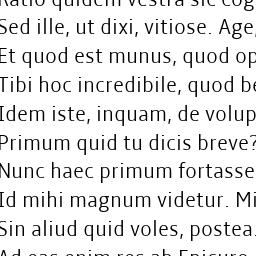 Ratio quidem vestra sic cog
Sed ille, ut dixi, vitiose. Age,
Et quod est munus, quod op
Tibi hoc incredibile, quod be
Idem iste, inquam, de volup
Primum quid tu dicis breve?
Nunc haec primum fortasse
Id mihi magnum videtur. Mi
Sin aliud quid voles, postea.
Ad eas enim res ab Epicuro